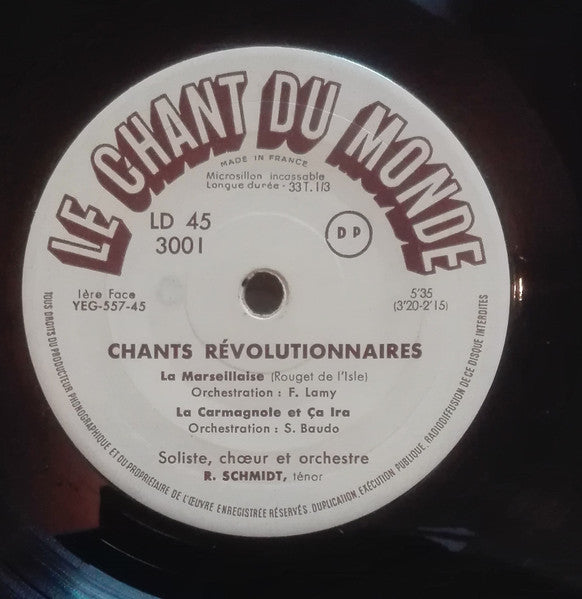 LE CHANT DU MONDE
MADE IN FRANCE
Microsillon incassable
Longue durée - 33 T. 1/3
LD 45
3001
DP
1ère Face
YEG-557-45
5'35
(3'20-2'15)
CHANTS RÉVOLUTIONNAIRES
La Marseillaise (Rouget de l'Isle)
Orchestration : F. Lamy
La Carmagnole et Ça Ira
Orchestration : S. Baudo
Soliste, chœur et orchestre
R. SCHMIDT, ténor
TOUS DROITS DU PRODUCTEUR PHONOGRAPHIQUE ET DU PROPRIÉTAIRE DE L'ŒUVRE ENREGISTRÉE RÉSERVÉS. DUPLICATION, EXÉCUTION PUBLIQUE, RADIODIFFUSION DE CE DISQUE INTERDITES